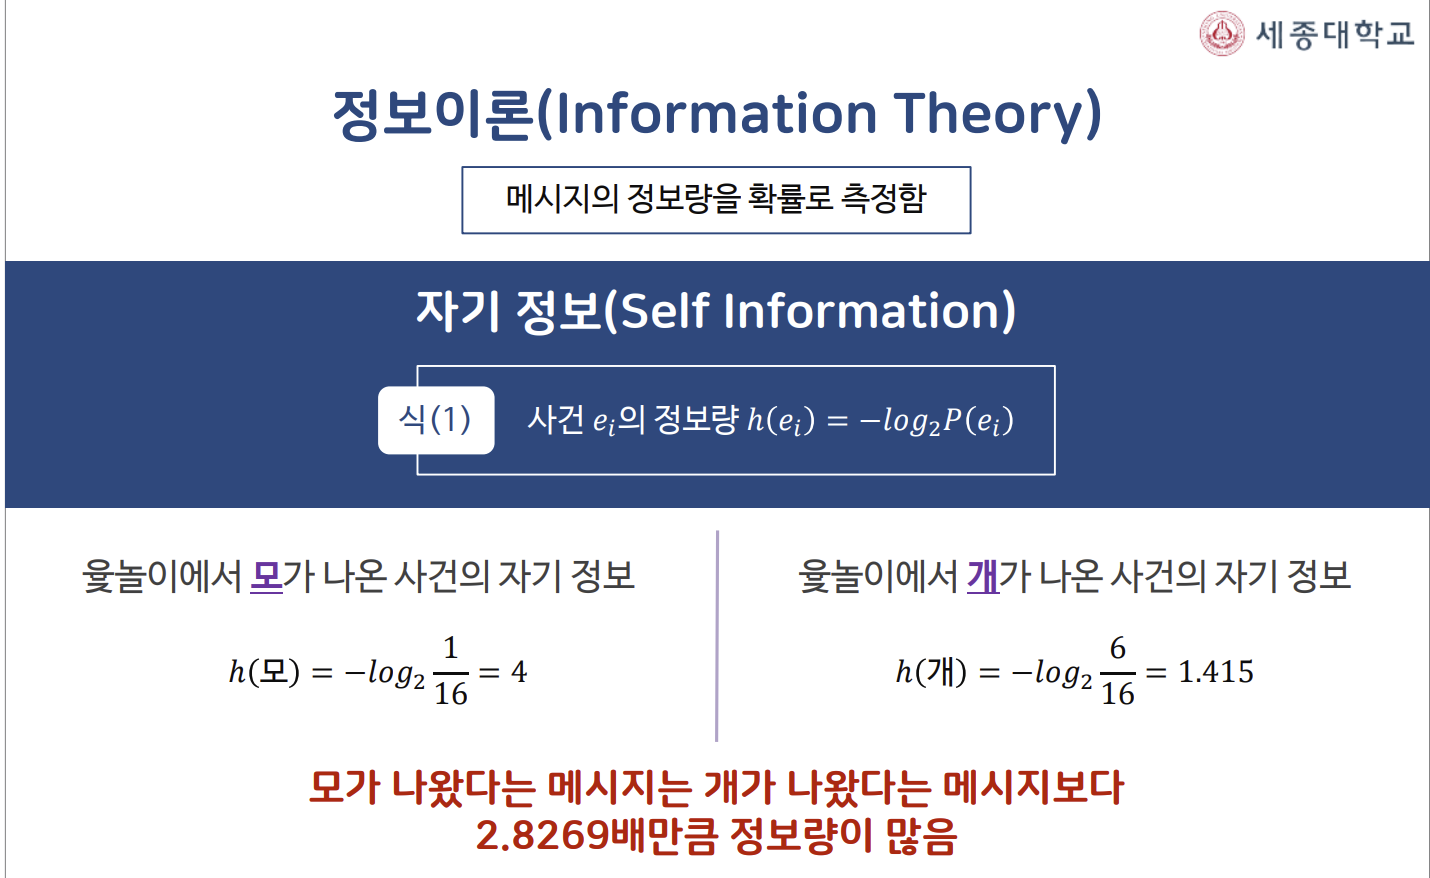 세종대학교
정보이론(Information Theory)
메시지의 정보량을 확률로 측정함
자기 정보(Self Information)
식(1) 사건 eᵢ의 정보량 h(eᵢ) = −log₂P(eᵢ)
윷놀이에서 모가 나온 사건의 자기 정보
h(모) = −log₂ 1/16 = 4
윷놀이에서 개가 나온 사건의 자기 정보
h(개) = −log₂ 6/16 = 1.415
모가 나왔다는 메시지는 개가 나왔다는 메시지보다
2.8269배만큼 정보량이 많음